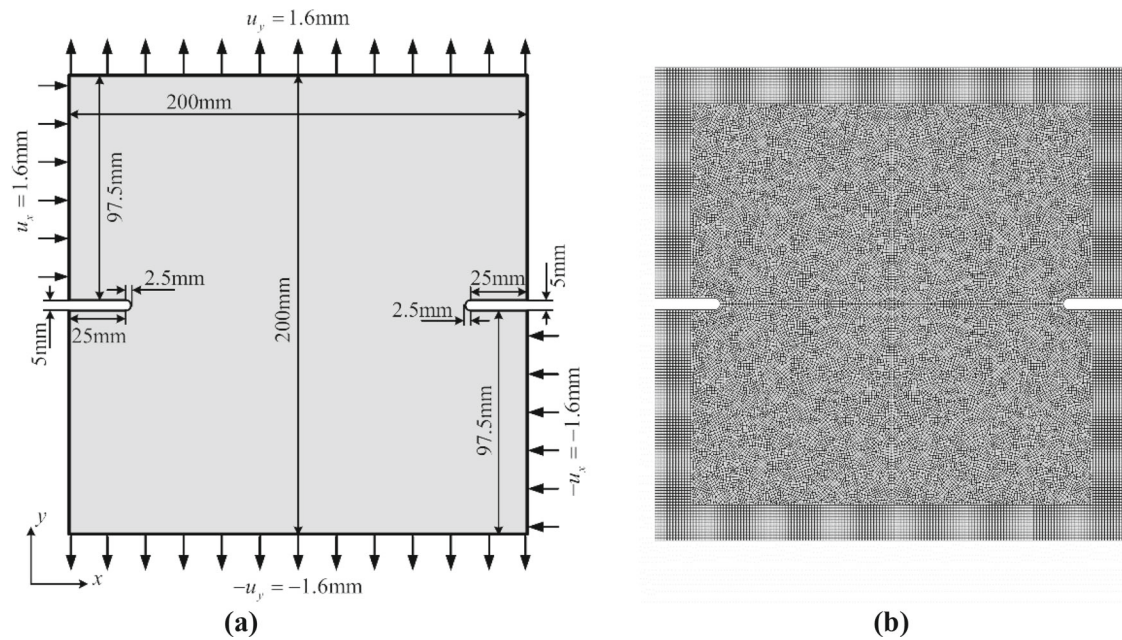 u_y = 1.6mm
200mm
u_x = 1.6mm
97.5mm
2.5mm
25mm
5mm
5mm
25mm
2.5mm
200mm
97.5mm
-u_x = -1.6mm
y
x
-u_y = -1.6mm
(a)
(b)